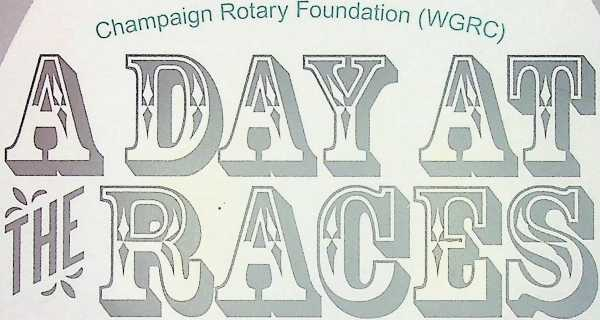 Champaign Rotary Foundation (WGRC)
A DAY AT
THE RACES